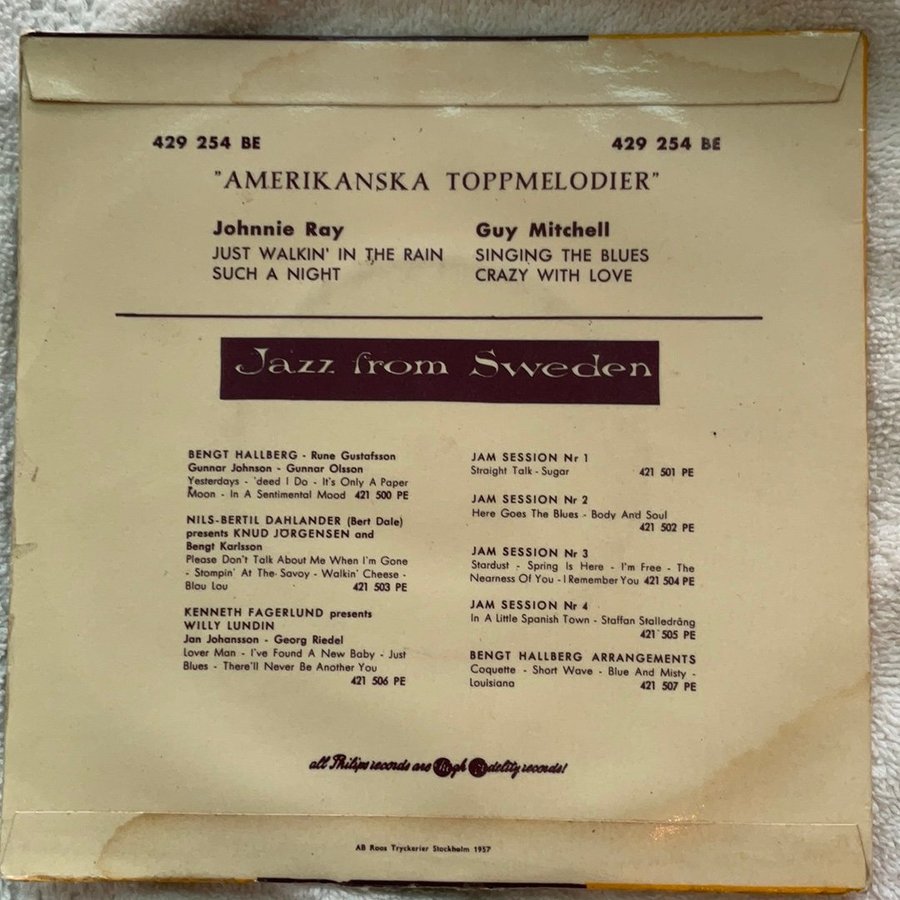 429 254 BE
429 254 BE
"AMERIKANSKA TOPPMELODIER"
Johnnie Ray
JUST WALKIN' IN THE RAIN
SUCH A NIGHT
Guy Mitchell
SINGING THE BLUES
CRAZY WITH LOVE
Jazz from Sweden
BENGT HALLBERG - Rune Gustafsson
Gunnar Johnson - Gunnar Olsson
Yesterdays - 'deed I Do - It's Only A Paper
Moon - In A Sentimental Mood 421 500 PE
NILS-BERTIL DAHLANDER (Bert Dale)
presents KNUD JÖRGENSEN and
Bengt Karlsson
Please Don't Talk About Me When I'm Gone
- Stompin' At The Savoy - Walkin' Cheese -
Blau Lou 421 503 PE
KENNETH FAGERLUND presents
WILLY LUNDIN
Jan Johansson - Georg Riedel
Lover Man - I've Found A New Baby - Just
Blues - There'll Never Be Another You
421 506 PE
JAM SESSION Nr 1
Straight Talk - Sugar 421 501 PE
JAM SESSION Nr 2
Here Goes The Blues - Body And Soul
421 502 PE
JAM SESSION Nr 3
Stardust - Spring Is Here - I'm Free - The
Nearness Of You - I Remember You 421 504 PE
JAM SESSION Nr 4
In A Little Spanish Town - Staffan Stalledräng
421 505 PE
BENGT HALLBERG ARRANGEMENTS
Coquette - Short Wave - Blue And Misty -
Louisiana 421 507 PE
all Philips records are High Fidelity records!
AB Roos Tryckerier Stockholm 1957